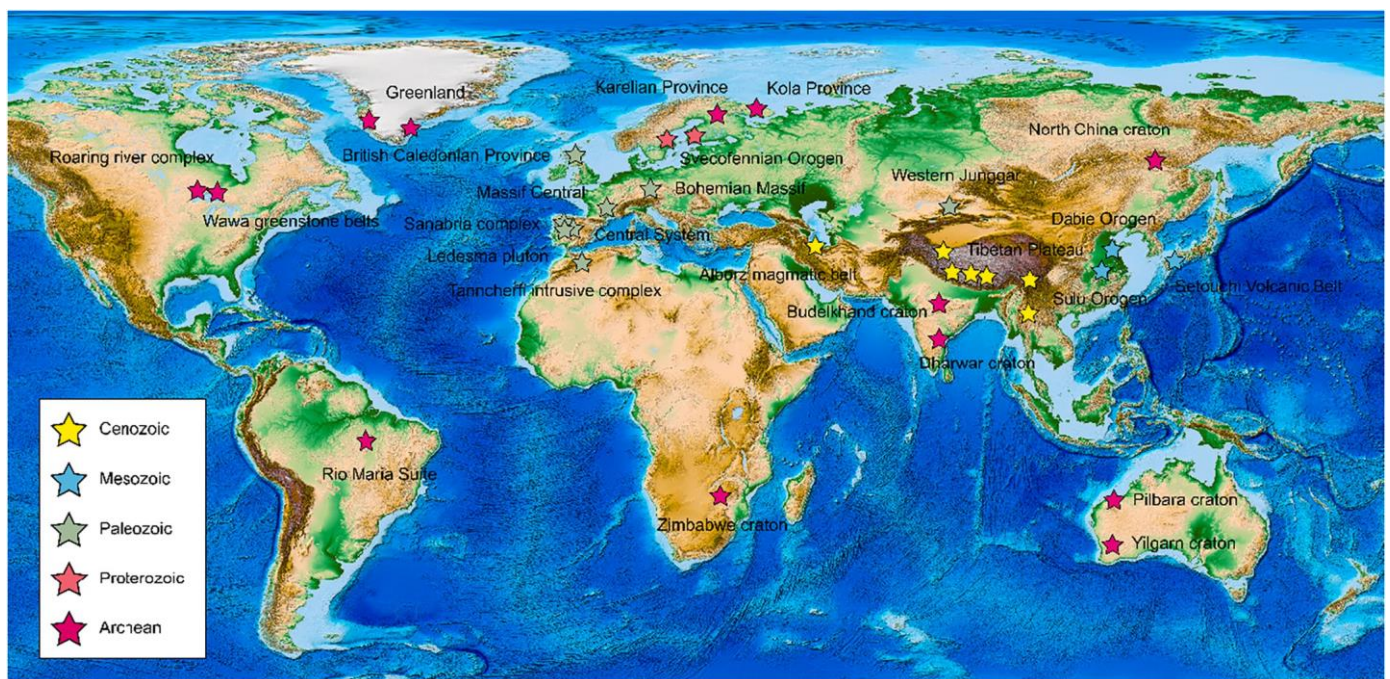 Greenland
Karelian Province
Kola Province
North China craton
Roaring river complex
British Caledonian Province
Svecofennian Orogen
Western Junggar
Massif Central
Bohemian Massif
Wawa greenstone belts
Sanabria complex
Central System
Dabie Orogen
Ledesma pluton
Tibetan Plateau
Alborz magmatic belt
Tanncherfi intrusive complex
Setouchi Volcanic Belt
Sulu Orogen
Budelkhand craton
Dharwar craton
Rio Maria Suite
Zimbabwe craton
Pilbara craton
Yilgarn craton
Cenozoic
Mesozoic
Paleozoic
Proterozoic
Archean